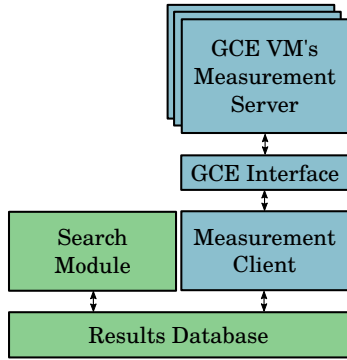 GCE VM's
Measurement
Server
GCE Interface
Search
Module
Measurement
Client
Results Database